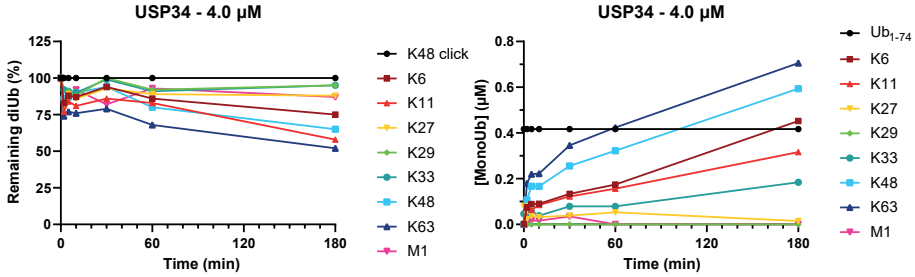 USP34 - 4.0 µM
Remaining diUb (%)
125
100
75
50
25
0
0
60
120
180
Time (min)
K48 click
K6
K11
K27
K29
K33
K48
K63
M1
USP34 - 4.0 µM
[MonoUb] (µM)
0.8
0.6
0.4
0.2
0.0
0
60
120
180
Time (min)
Ub1-74
K6
K11
K27
K29
K33
K48
K63
M1